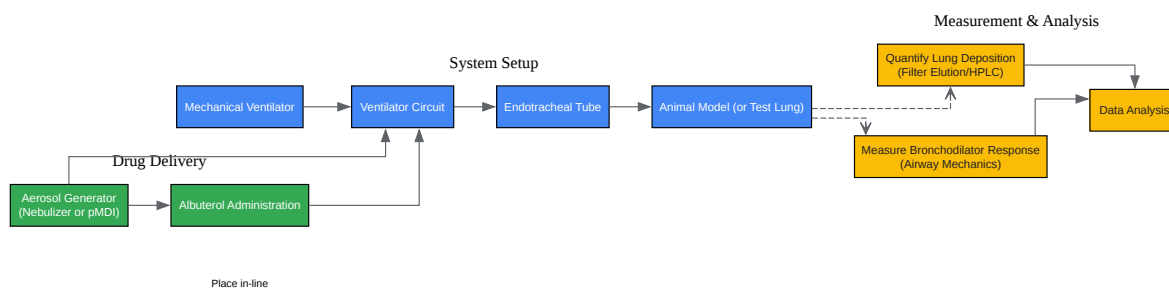 Measurement & Analysis
Quantify Lung Deposition
(Filter Elution/HPLC)
System Setup
Mechanical Ventilator
Ventilator Circuit
Endotracheal Tube
Animal Model (or Test Lung)
Data Analysis
Measure Bronchodilator Response
(Airway Mechanics)
Drug Delivery
Aerosol Generator
(Nebulizer or pMDI)
Albuterol Administration
Place in-line